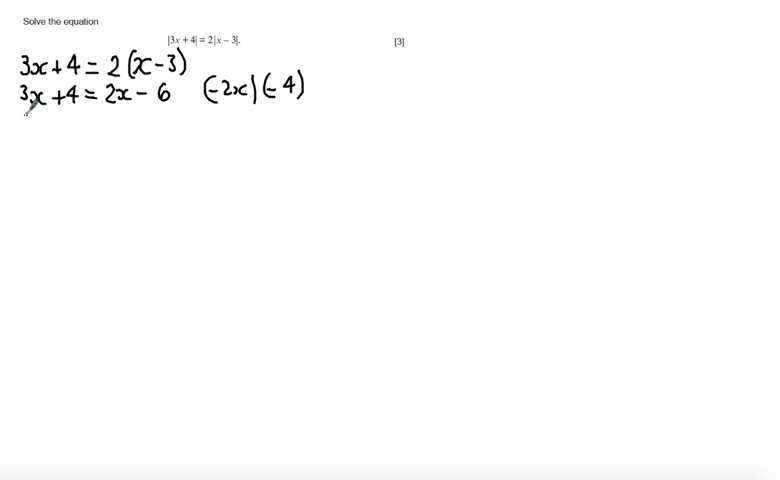 Solve the equation
|3x + 4| = 2|x − 3|.
[3]
3x + 4 = 2 (x − 3)
3x + 4 = 2x − 6 (−2x) (−4)